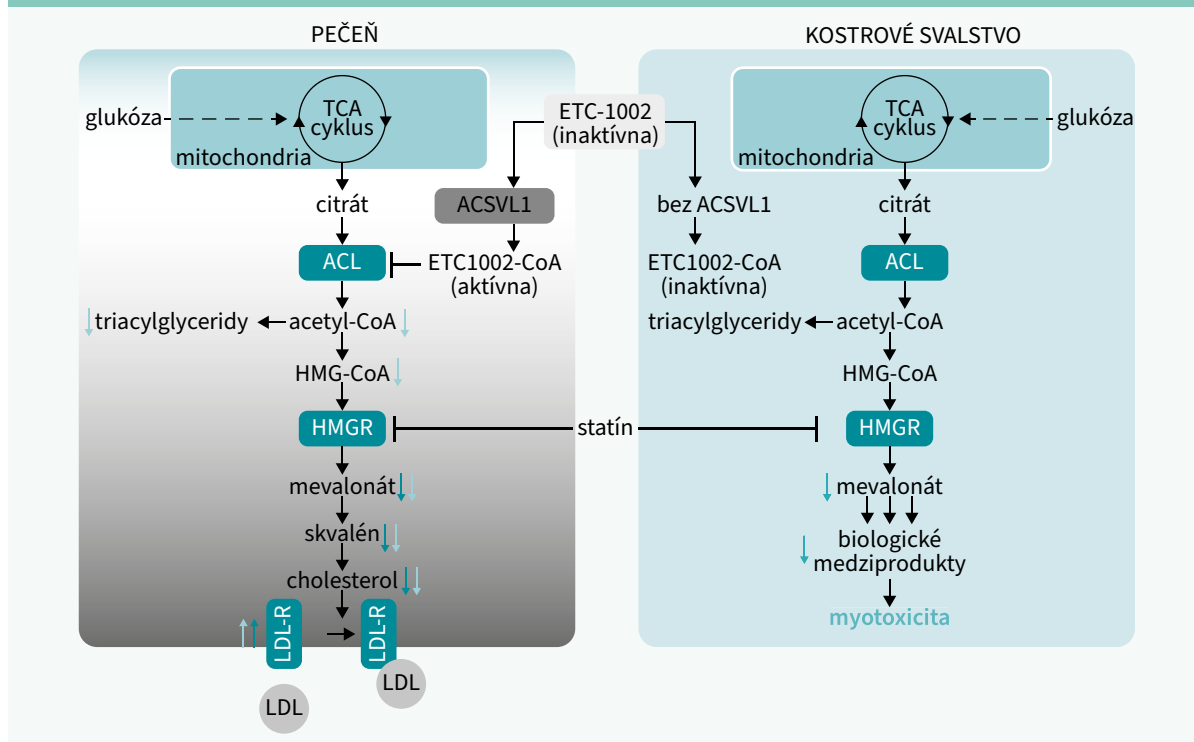 PEČEŇ
glukóza
TCA
cyklus
mitochondria
citrát
ACL
triacylglyceridy
acetyl-CoA
HMG-CoA
HMGR
mevalonát
skvalén
cholesterol
LDL-R
LDL-R
LDL
LDL
ETC-1002
(inaktívna)
ACSVL1
ETC1002-CoA
(aktívna)
bez ACSVL1
ETC1002-CoA
(inaktívna)
statín
KOSTROVÉ SVALSTVO
TCA
cyklus
glukóza
mitochondria
citrát
ACL
triacylglyceridy
acetyl-CoA
HMG-CoA
HMGR
mevalonát
biologické
medziprodukty
myotoxicita